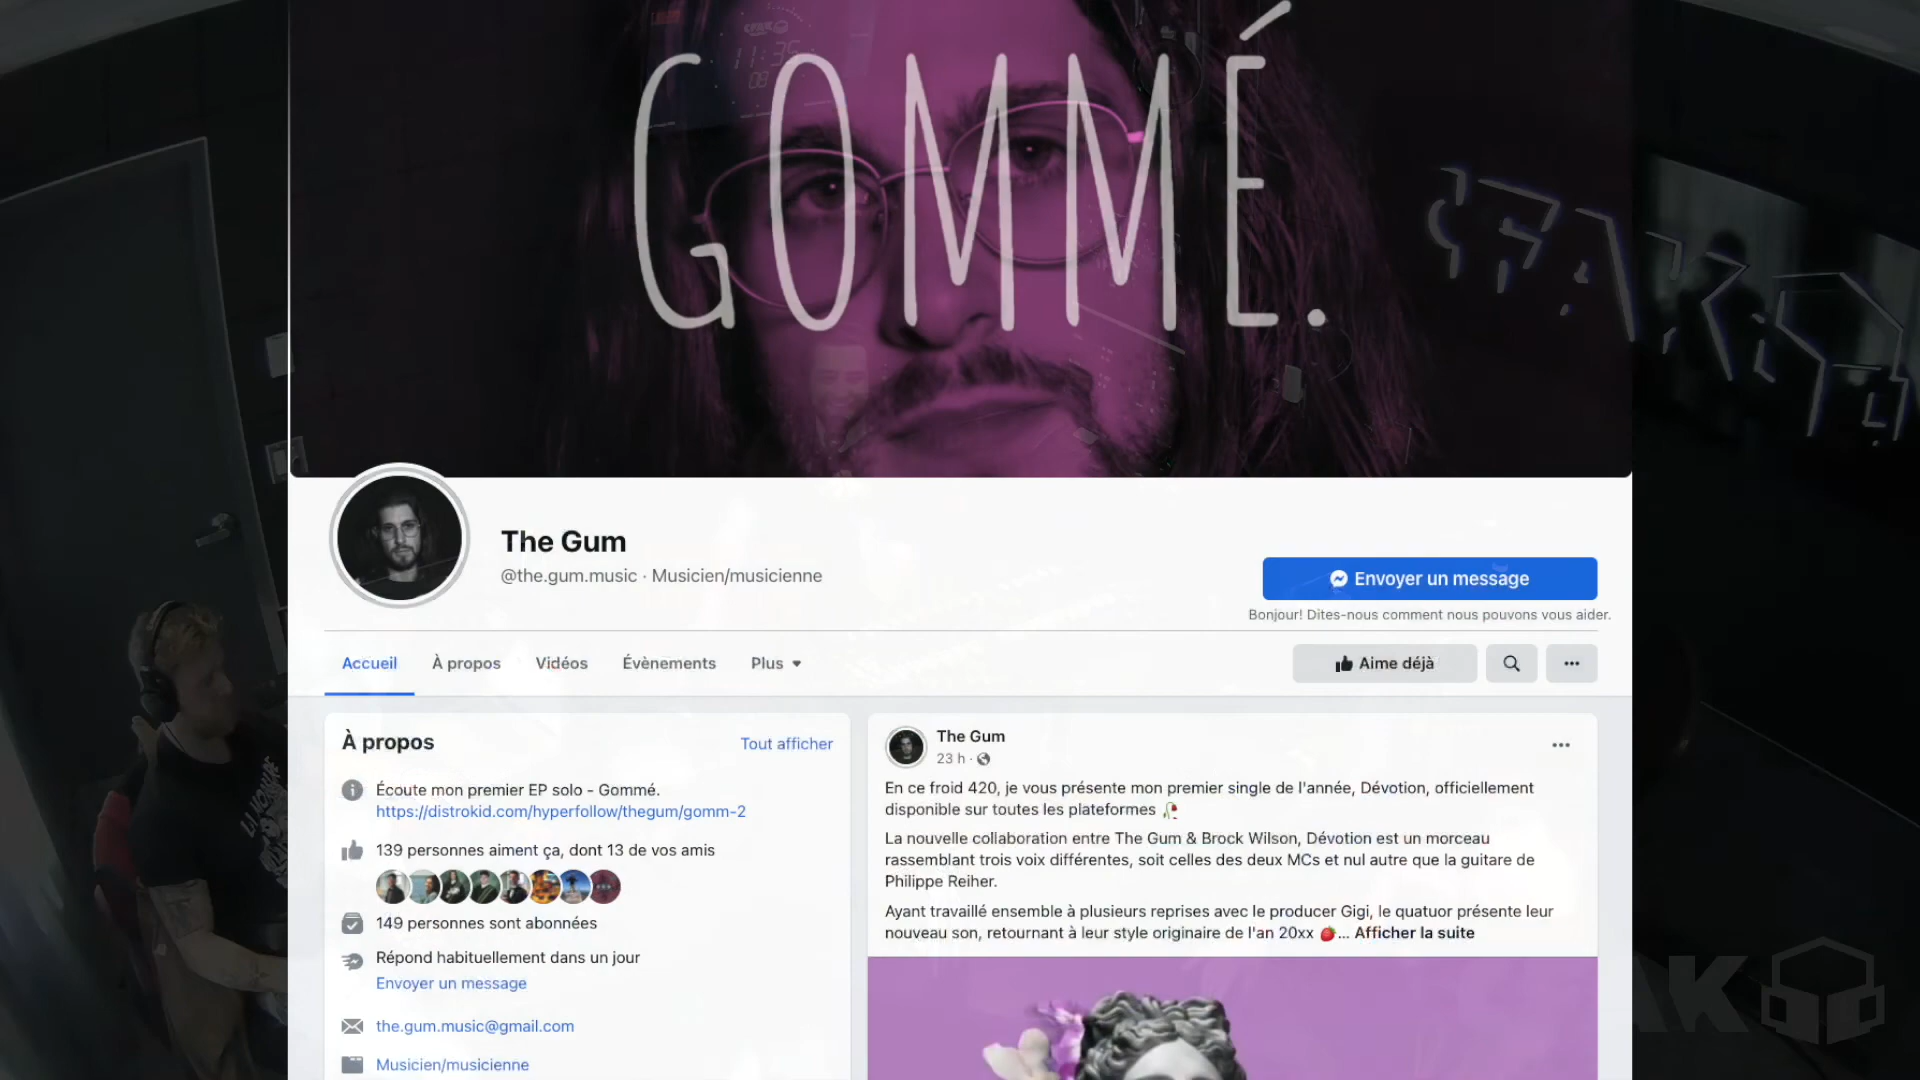 GOMMÉ.
11:35
08
The Gum
@the.gum.music · Musicien/musicienne
Envoyer un message
Bonjour! Dites-nous comment nous pouvons vous aider.
Accueil
À propos
Vidéos
Évènements
Plus
Aime déjà
À propos
Tout afficher
Écoute mon premier EP solo - Gommé.
https://distrokid.com/hyperfollow/thegum/gomm-2
139 personnes aiment ça, dont 13 de vos amis
149 personnes sont abonnées
Répond habituellement dans un jour
Envoyer un message
the.gum.music@gmail.com
Musicien/musicienne
The Gum
23 h ·
En ce froid 420, je vous présente mon premier single de l'année, Dévotion, officiellement
disponible sur toutes les plateformes 🥀
La nouvelle collaboration entre The Gum & Brock Wilson, Dévotion est un morceau
rassemblant trois voix différentes, soit celles des deux MCs et nul autre que la guitare de
Philippe Reiher.
Ayant travaillé ensemble à plusieurs reprises avec le producer Gigi, le quatuor présente leur
nouveau son, retournant à leur style originaire de l'an 20xx 🍓... Afficher la suite
AK